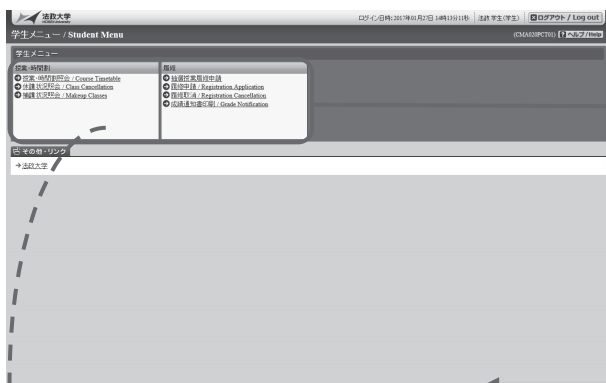 法政大学
HOSEI University
ログイン日時:2017年01月27日 14時13分11秒 法政 学生(学生) ログアウト / Log out
学生メニュー / Student Menu
(CMA020PCT01) ヘルプ / Help
学生メニュー
授業・時間割
授業・時間割照会 / Course Timetable
休講状況照会 / Class Cancellation
補講状況照会 / Makeup Classes
履修
抽選授業履修申請
履修申請 / Registration Application
履修取消 / Registration Cancellation
成績通知書印刷 / Grade Notification
その他・リンク
→法政大学